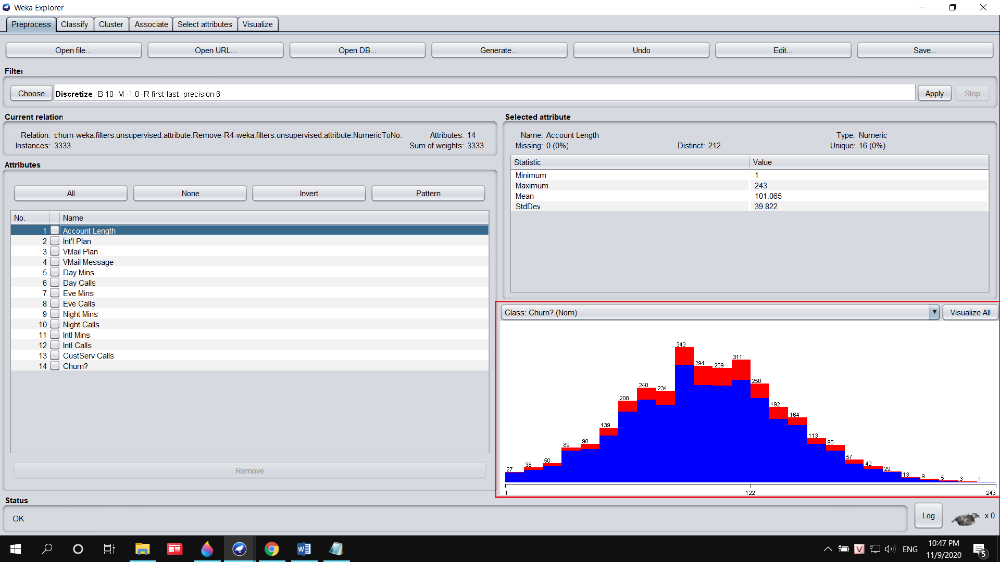 Weka Explorer
Preprocess Classify Cluster Associate Select attributes Visualize
Open file... Open URL... Open DB... Generate... Undo Edit... Save...
Filter
Choose Discretize -B 10 -M -1.0 -R first-last -precision 6 Apply Stop
Current relation
Relation: churn-weka.filters.unsupervised.attribute.Remove-R4-weka.filters.unsupervised.attribute.NumericToNo. Attributes: 14
Instances: 3333 Sum of weights: 3333
Attributes
All None Invert Pattern
No. Name
1 Account Length
2 Int'l Plan
3 VMail Plan
4 VMail Message
5 Day Mins
6 Day Calls
7 Eve Mins
8 Eve Calls
9 Night Mins
10 Night Calls
11 Intl Mins
12 Intl Calls
13 CustServ Calls
14 Churn?
Remove
Selected attribute
Name: Account Length Type: Numeric
Missing: 0 (0%) Distinct: 212 Unique: 16 (0%)
Statistic Value
Minimum 1
Maximum 243
Mean 101.065
StdDev 39.822
Class: Churn? (Nom) Visualize All
27 38 50 89 98 139 208 240 234 343 294 289 311 250 192 164 113 95 57 42 29 13 9 5 3 1
1 122 243
Status
OK
Log x 0
V ENG 10:47 PM
11/9/2020 5